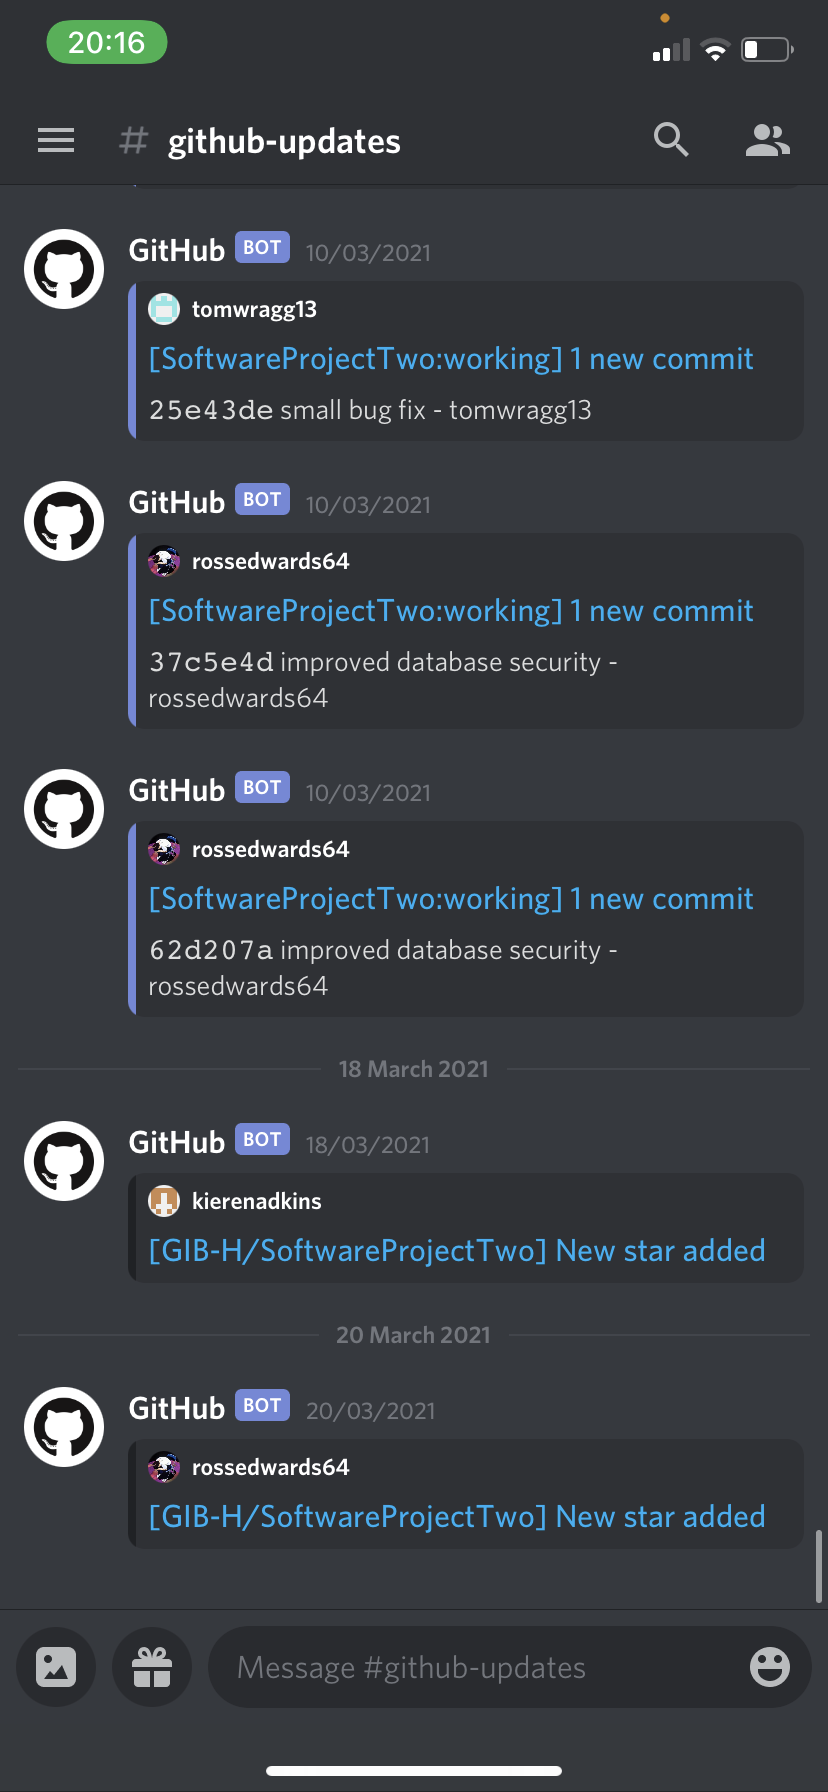 20:16
# github-updates
GitHub BOT 10/03/2021
tomwragg13
[SoftwareProjectTwo:working] 1 new commit
25e43de small bug fix - tomwragg13
GitHub BOT 10/03/2021
rossedwards64
[SoftwareProjectTwo:working] 1 new commit
37c5e4d improved database security -
rossedwards64
GitHub BOT 10/03/2021
rossedwards64
[SoftwareProjectTwo:working] 1 new commit
62d207a improved database security -
rossedwards64
18 March 2021
GitHub BOT 18/03/2021
kierenadkins
[GIB-H/SoftwareProjectTwo] New star added
20 March 2021
GitHub BOT 20/03/2021
rossedwards64
[GIB-H/SoftwareProjectTwo] New star added
Message #github-updates